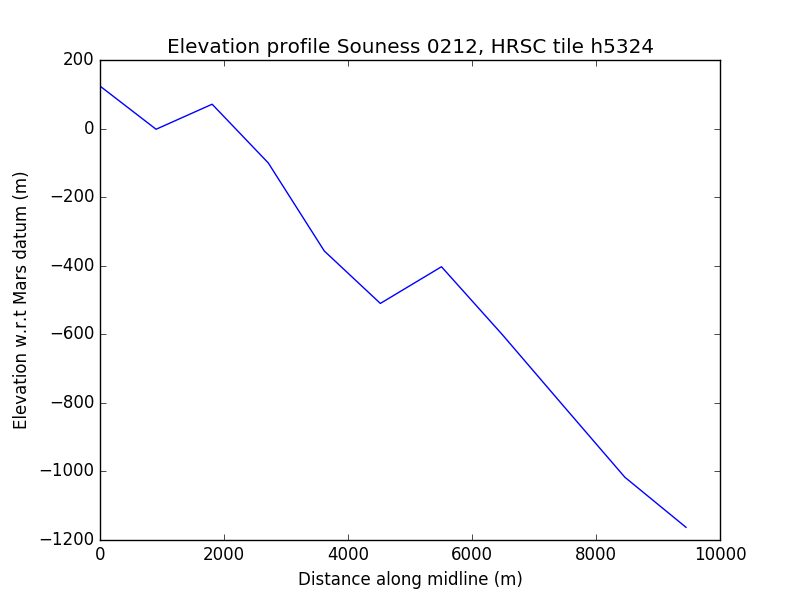 Elevation profile Souness 0212, HRSC tile h5324
200
0
−200
−400
−600
−800
−1000
−1200
Elevation w.r.t Mars datum (m)
0 2000 4000 6000 8000 10000
Distance along midline (m)